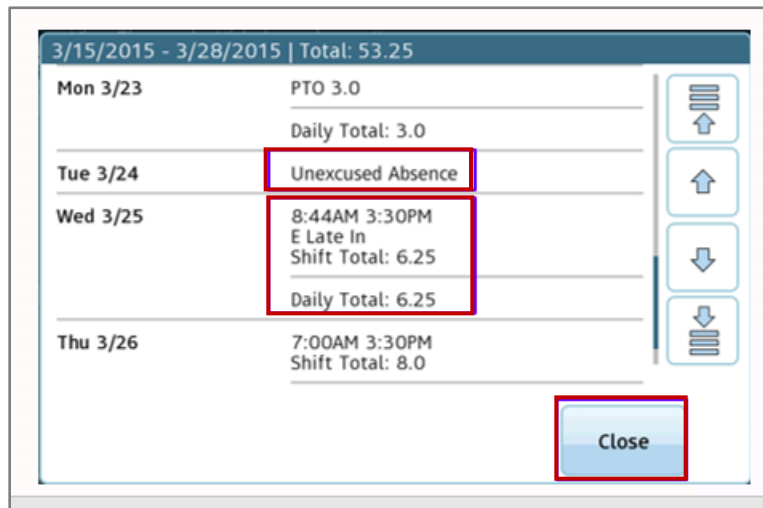 3/15/2015 - 3/28/2015 | Total: 53.25
Mon 3/23 PTO 3.0
Daily Total: 3.0
Tue 3/24 Unexcused Absence
Wed 3/25 8:44AM 3:30PM
E Late In
Shift Total: 6.25
Daily Total: 6.25
Thu 3/26 7:00AM 3:30PM
Shift Total: 8.0
Close